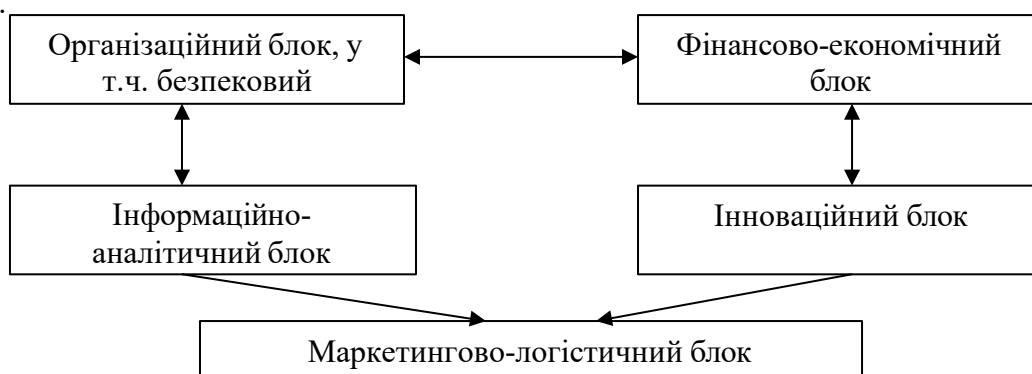 .
Організаційний блок, у
т.ч. безпековий
Фінансово-економічний
блок
Інформаційно-
аналітичний блок
Інноваційний блок
Маркетингово-логістичний блок